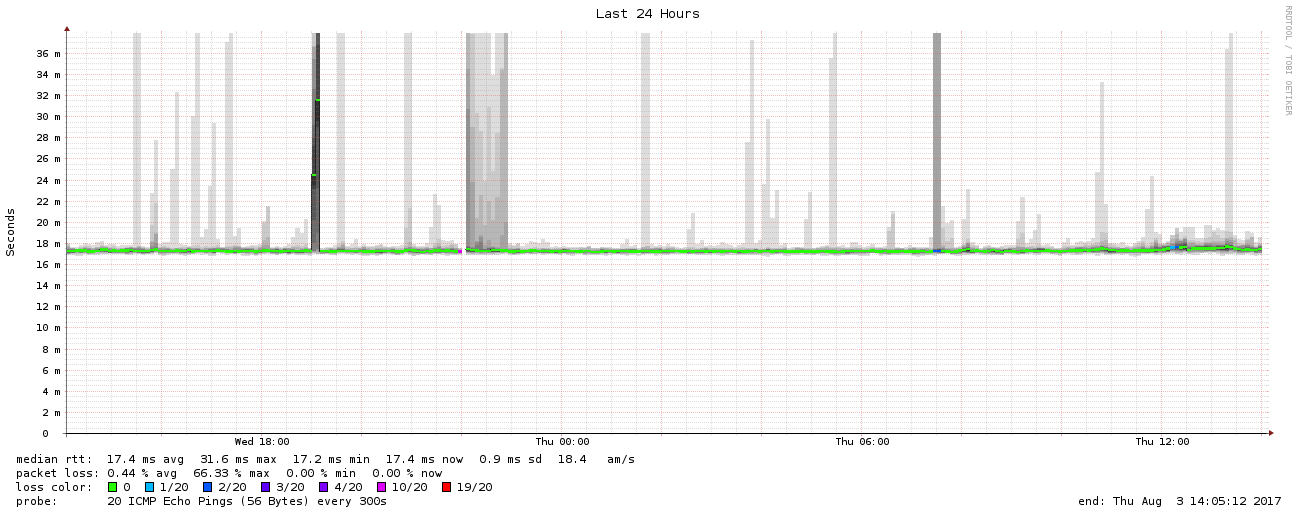 Last 24 Hours
RRDTOOL / TOBI OETIKER
Seconds
36 m
34 m
32 m
30 m
28 m
26 m
24 m
22 m
20 m
18 m
16 m
14 m
12 m
10 m
8 m
6 m
4 m
2 m
0
Wed 18:00 Thu 00:00 Thu 06:00 Thu 12:00
median rtt: 17.4 ms avg 31.6 ms max 17.2 ms min 17.4 ms now 0.9 ms sd 18.4 am/s
packet loss: 0.44 % avg 66.33 % max 0.00 % min 0.00 % now
loss color: 0 1/20 2/20 3/20 4/20 10/20 19/20
probe: 20 ICMP Echo Pings (56 Bytes) every 300s end: Thu Aug 3 14:05:12 2017